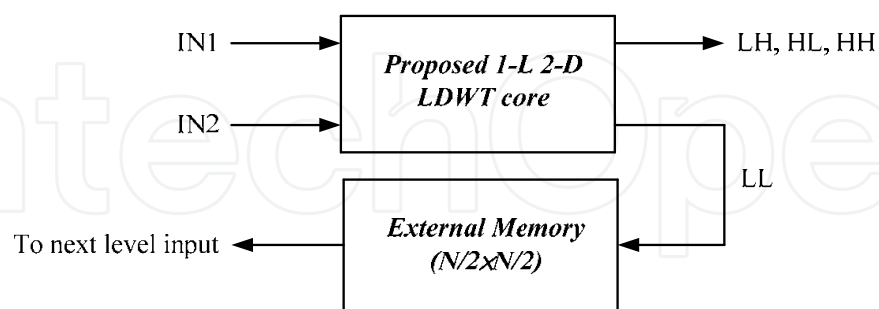 IN1
Proposed 1-L 2-D
LDWT core
LH, HL, HH
IN2
LL
To next level input
External Memory
(N/2xN/2)